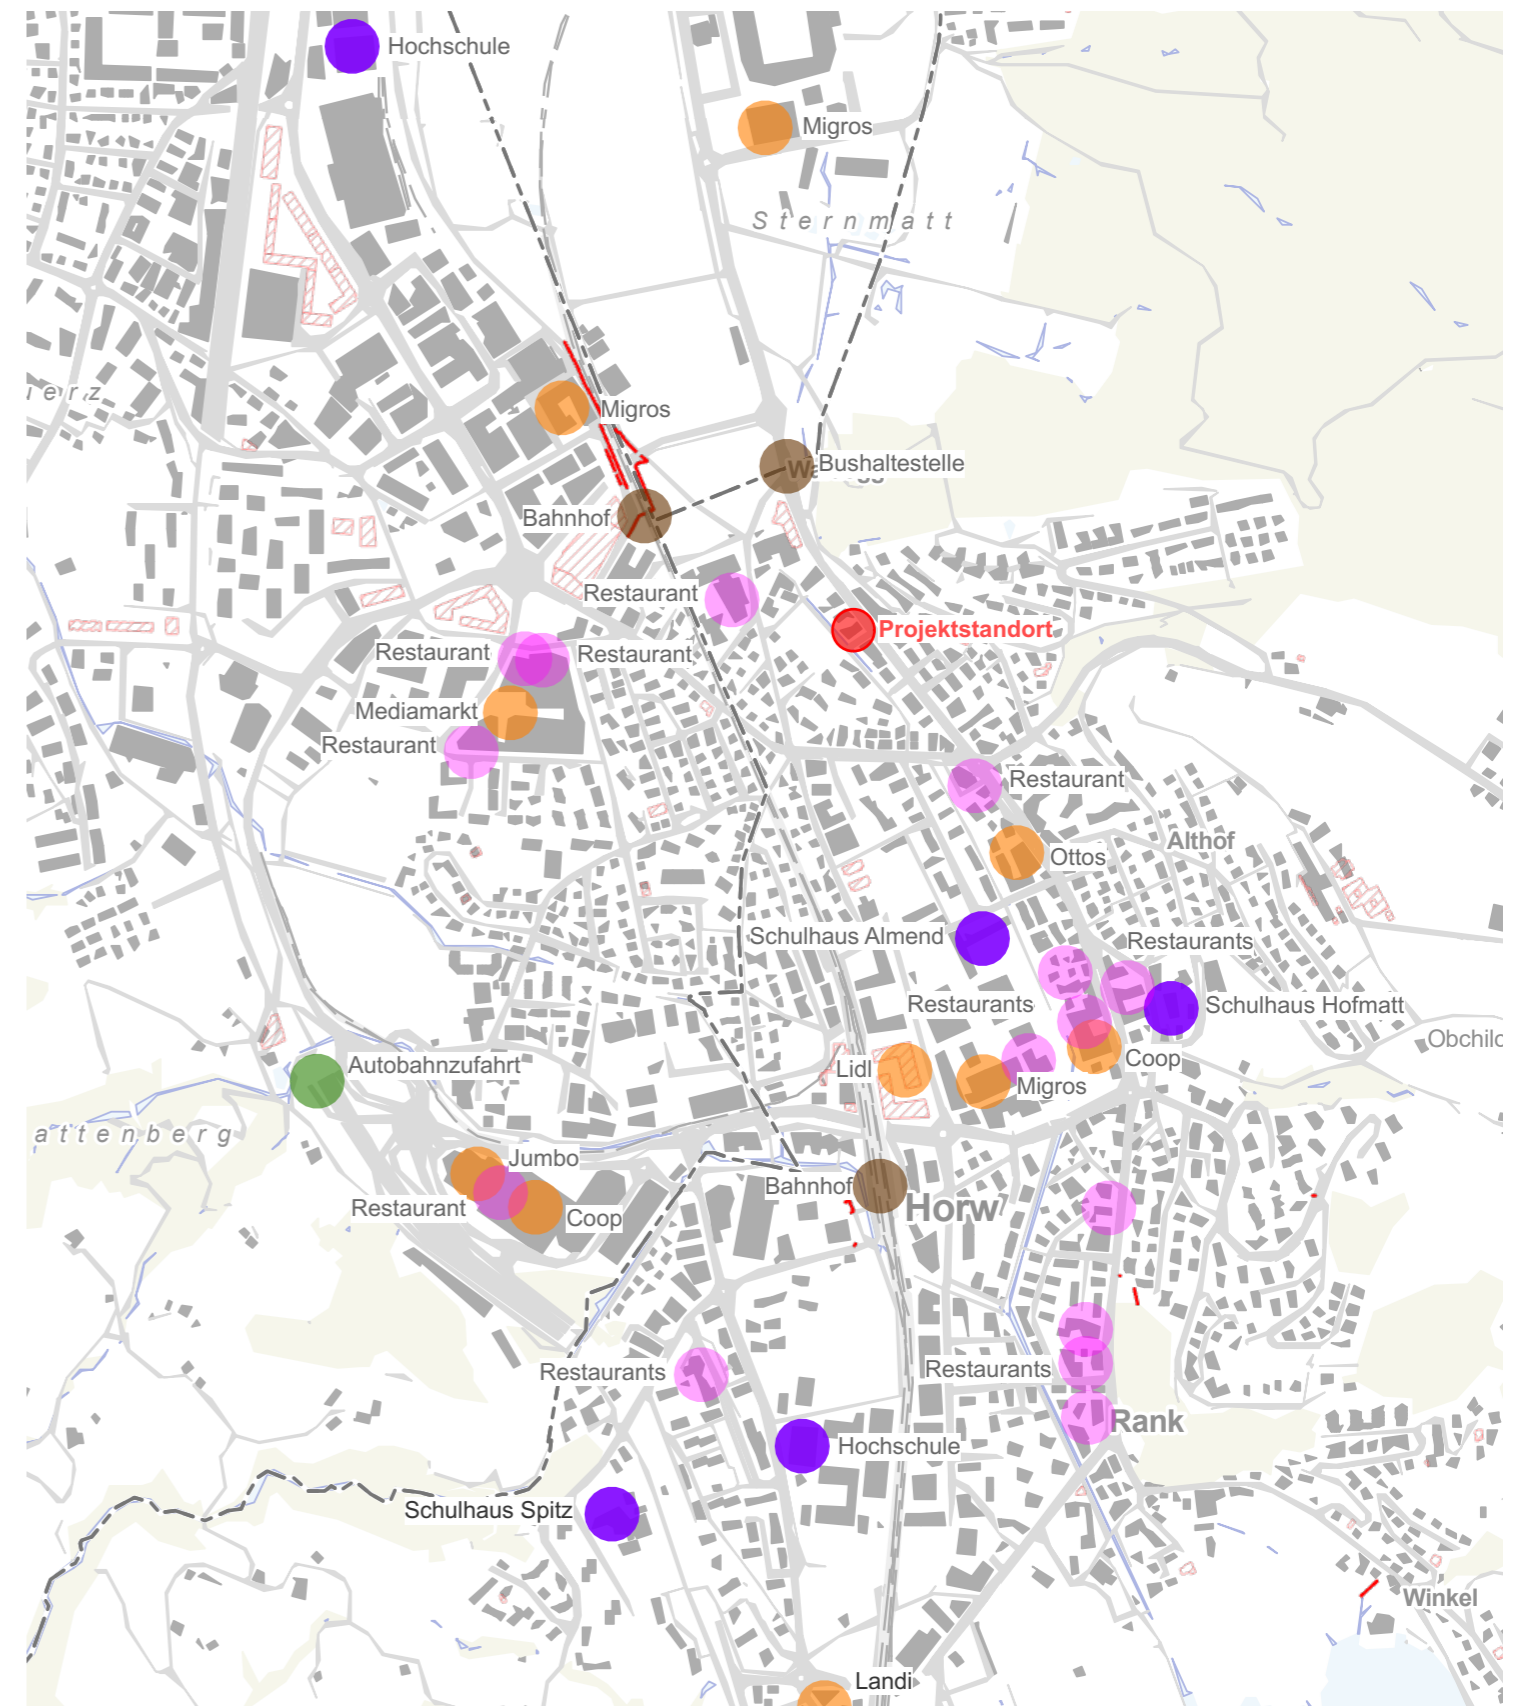 Hochschule
Migros
Sternmatt
Migros
Bushaltestelle
Bahnhof
Restaurant
Projektstandort
Restaurant
Restaurant
Mediamarkt
Restaurant
Restaurant
Althof
Ottos
Schulhaus Almend
Restaurants
Restaurants
Schulhaus Hofmatt
Obchilc
Autobahnzufahrt
Lidl
Coop
Migros
attenberg
Jumbo
Bahnhof
Restaurant
Horw
Coop
Restaurants
Restaurants
Rank
Hochschule
Schulhaus Spitz
Winkel
Landi